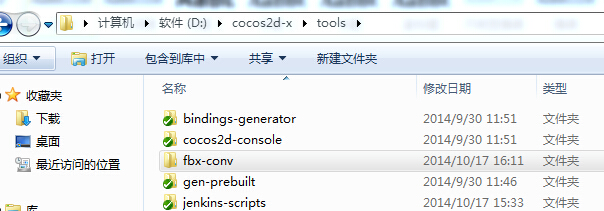 计算机 ▸ 软件 (D:) ▸ cocos2d-x ▸ tools ▸
组织 ▾ 打开 包含到库中 ▾ 共享 ▾ 新建文件夹
名称 修改日期 类型
收藏夹
下载
桌面
最近访问的位置
库
bindings-generator 2014/9/30 11:51 文件夹
cocos2d-console 2014/9/30 11:51 文件夹
fbx-conv 2014/10/17 16:11 文件夹
gen-prebuilt 2014/9/30 11:46 文件夹
jenkins-scripts 2014/10/17 15:33 文件夹